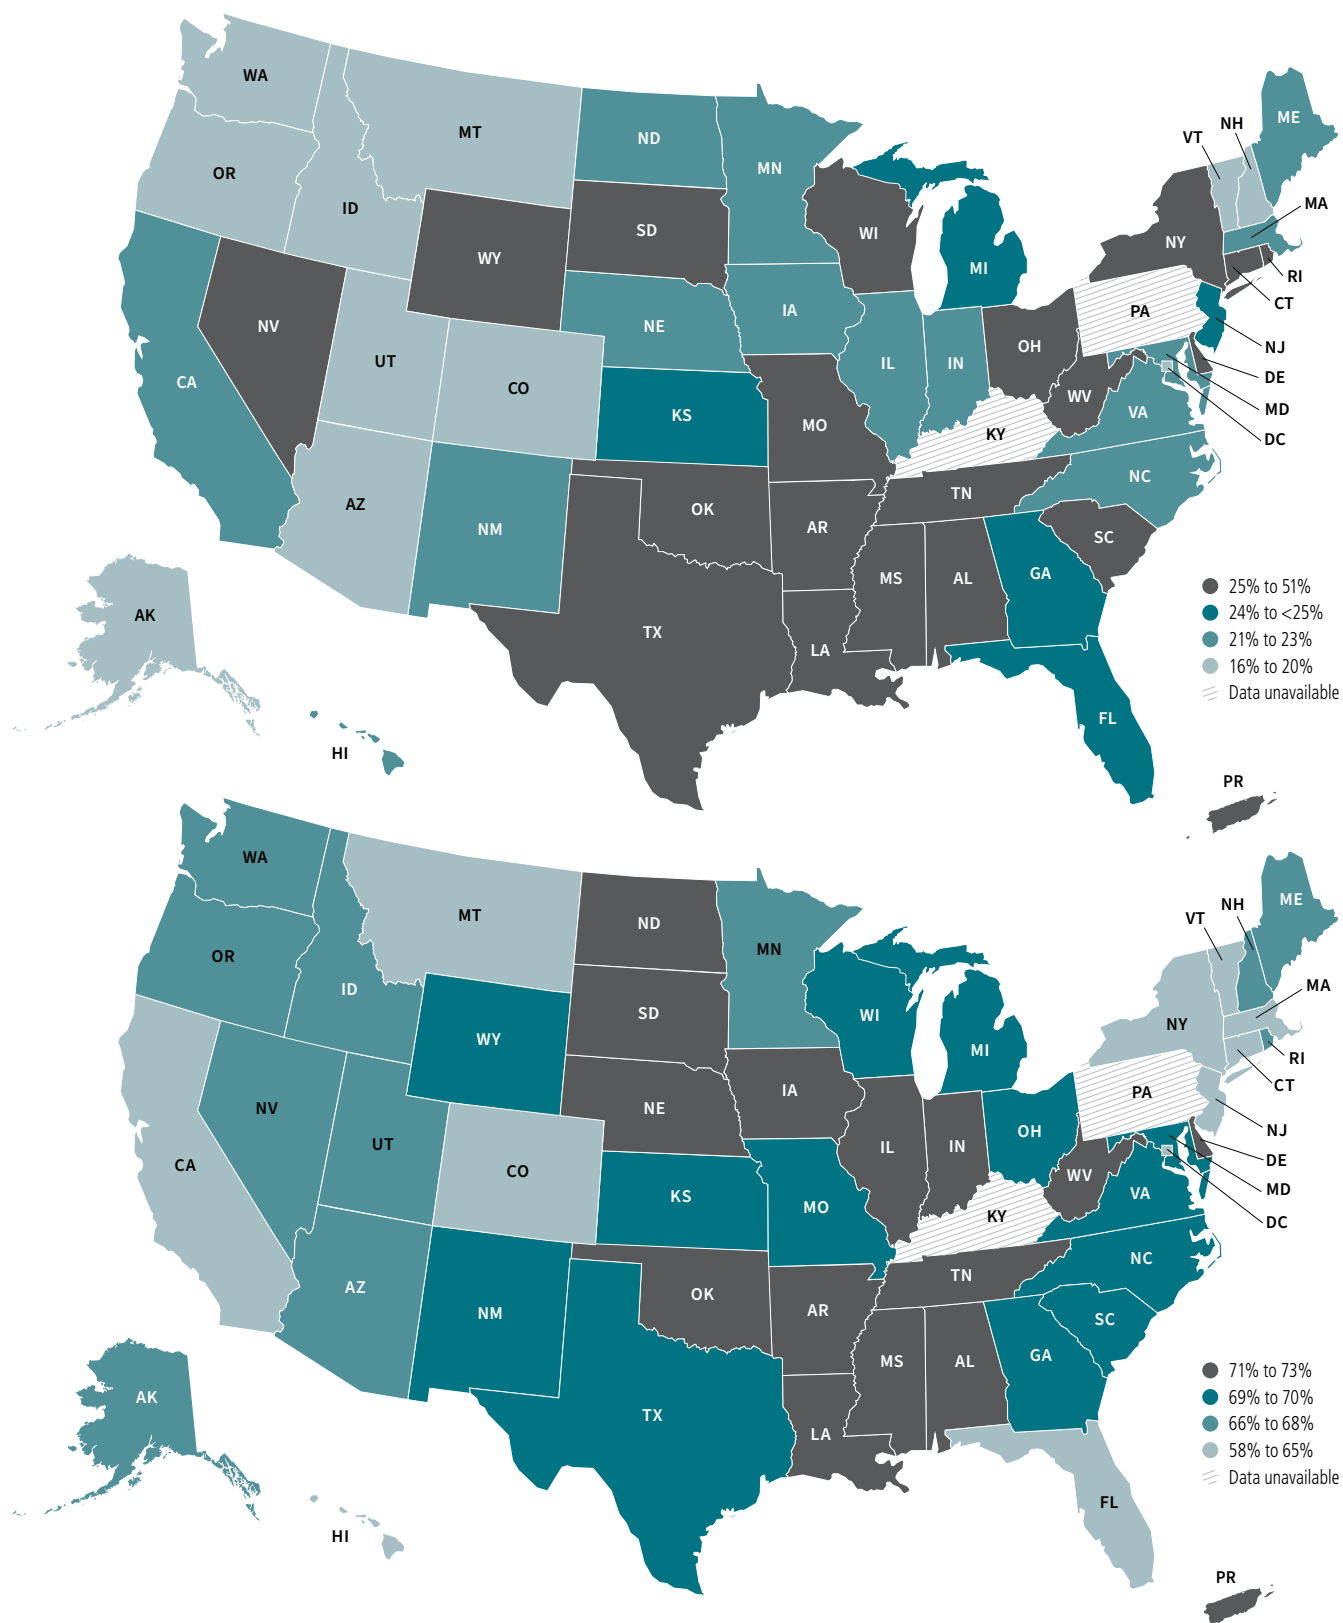 WA
MT
ND
MN
ME
NH
VT
OR
ID
MA
SD
WI
NY
WY
MI
RI
CT
NV
NE
IA
PA
OH
NJ
UT
CO
IL
IN
DE
CA
WV
MD
KS
VA
DC
MO
KY
AZ
NM
OK
TN
NC
AR
SC
MS
AL
GA
25% to 51%
24% to <25%
21% to 23%
16% to 20%
Data unavailable
AK
TX
LA
FL
HI
PR
WA
MT
ND
MN
ME
NH
VT
OR
ID
MA
SD
WI
NY
WY
MI
RI
CT
NV
NE
IA
PA
OH
NJ
UT
CO
IL
IN
DE
CA
WV
MD
KS
VA
DC
MO
KY
AZ
NM
OK
TN
NC
AR
SC
MS
AL
GA
71% to 73%
69% to 70%
66% to 68%
58% to 65%
Data unavailable
AK
TX
LA
FL
HI
PR